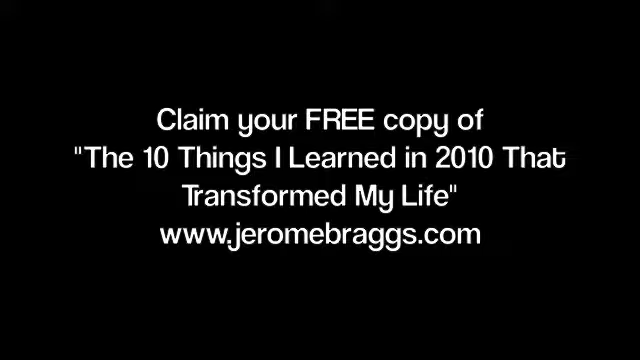 Claim your FREE copy of
"The 10 Things I Learned in 2010 That
Transformed My Life"
www.jeromebraggs.com